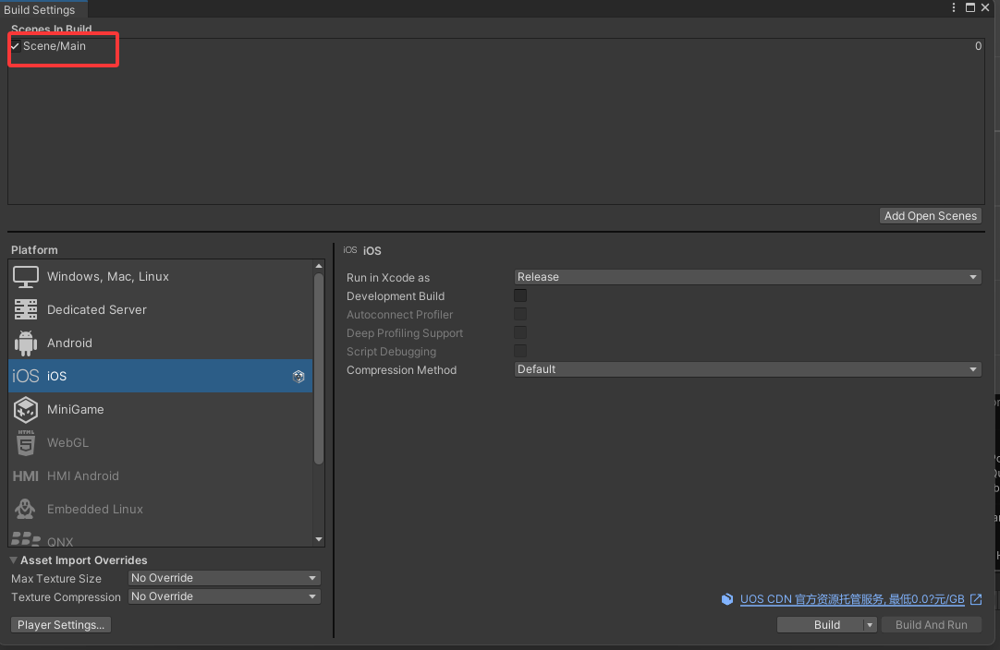 Build Settings
Scenes In Build
Scene/Main 0
Add Open Scenes
Platform
Windows, Mac, Linux
Dedicated Server
Android
iOS iOS
MiniGame
HTML
WebGL
HMI HMI Android
Embedded Linux
QNX
Asset Import Overrides
Max Texture Size No Override
Texture Compression No Override
Player Settings...
iOS iOS
Run in Xcode as Release
Development Build
Autoconnect Profiler
Deep Profiling Support
Script Debugging
Compression Method Default
UOS CDN 官方资源托管服务, 最低0.0?元/GB
Build Build And Run